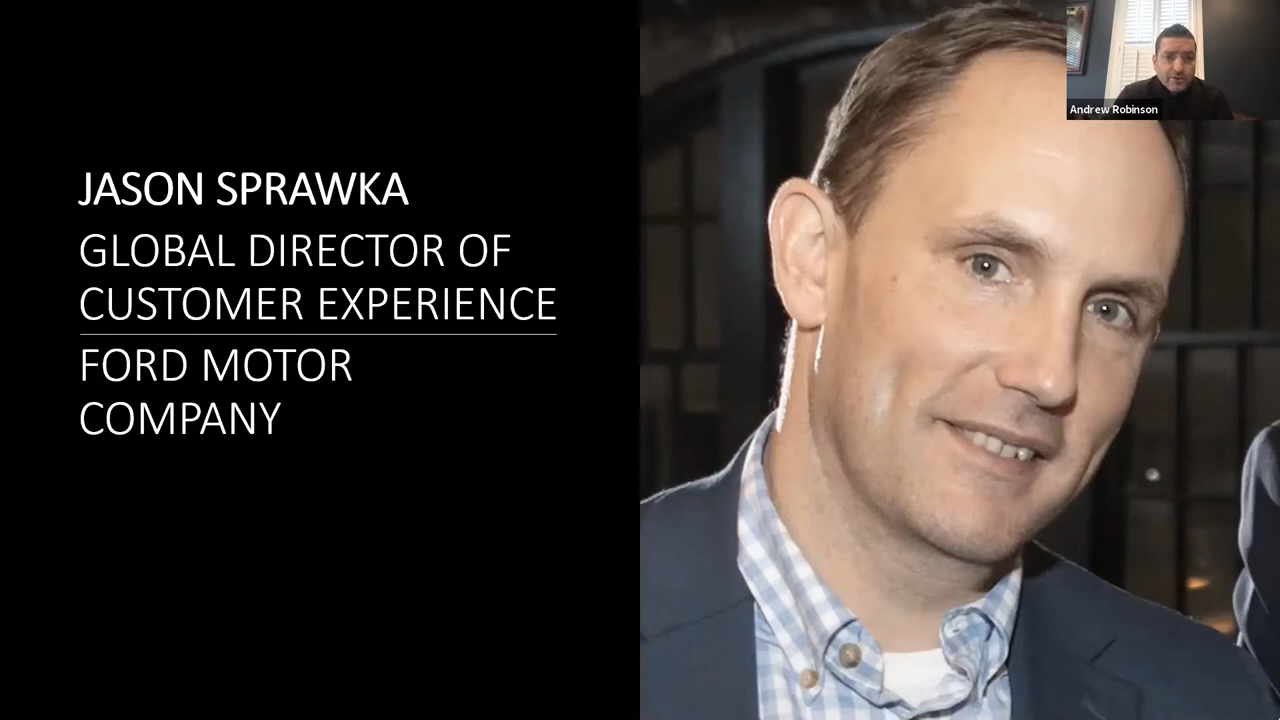 JASON SPRAWKA
GLOBAL DIRECTOR OF
CUSTOMER EXPERIENCE
FORD MOTOR
COMPANY
Andrew Robinson